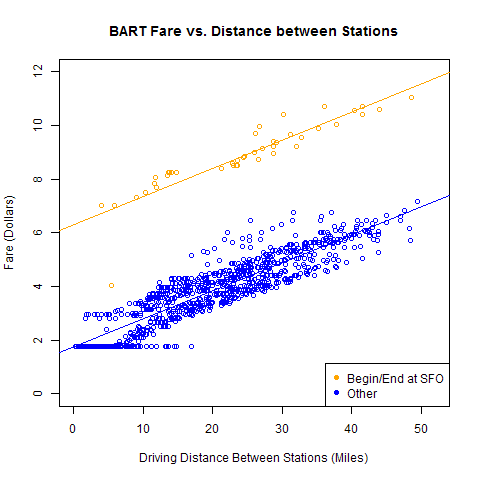 BART Fare vs. Distance between Stations
Fare (Dollars)
12
10
8
6
4
2
0
0 10 20 30 40 50
Driving Distance Between Stations (Miles)
Begin/End at SFO
Other